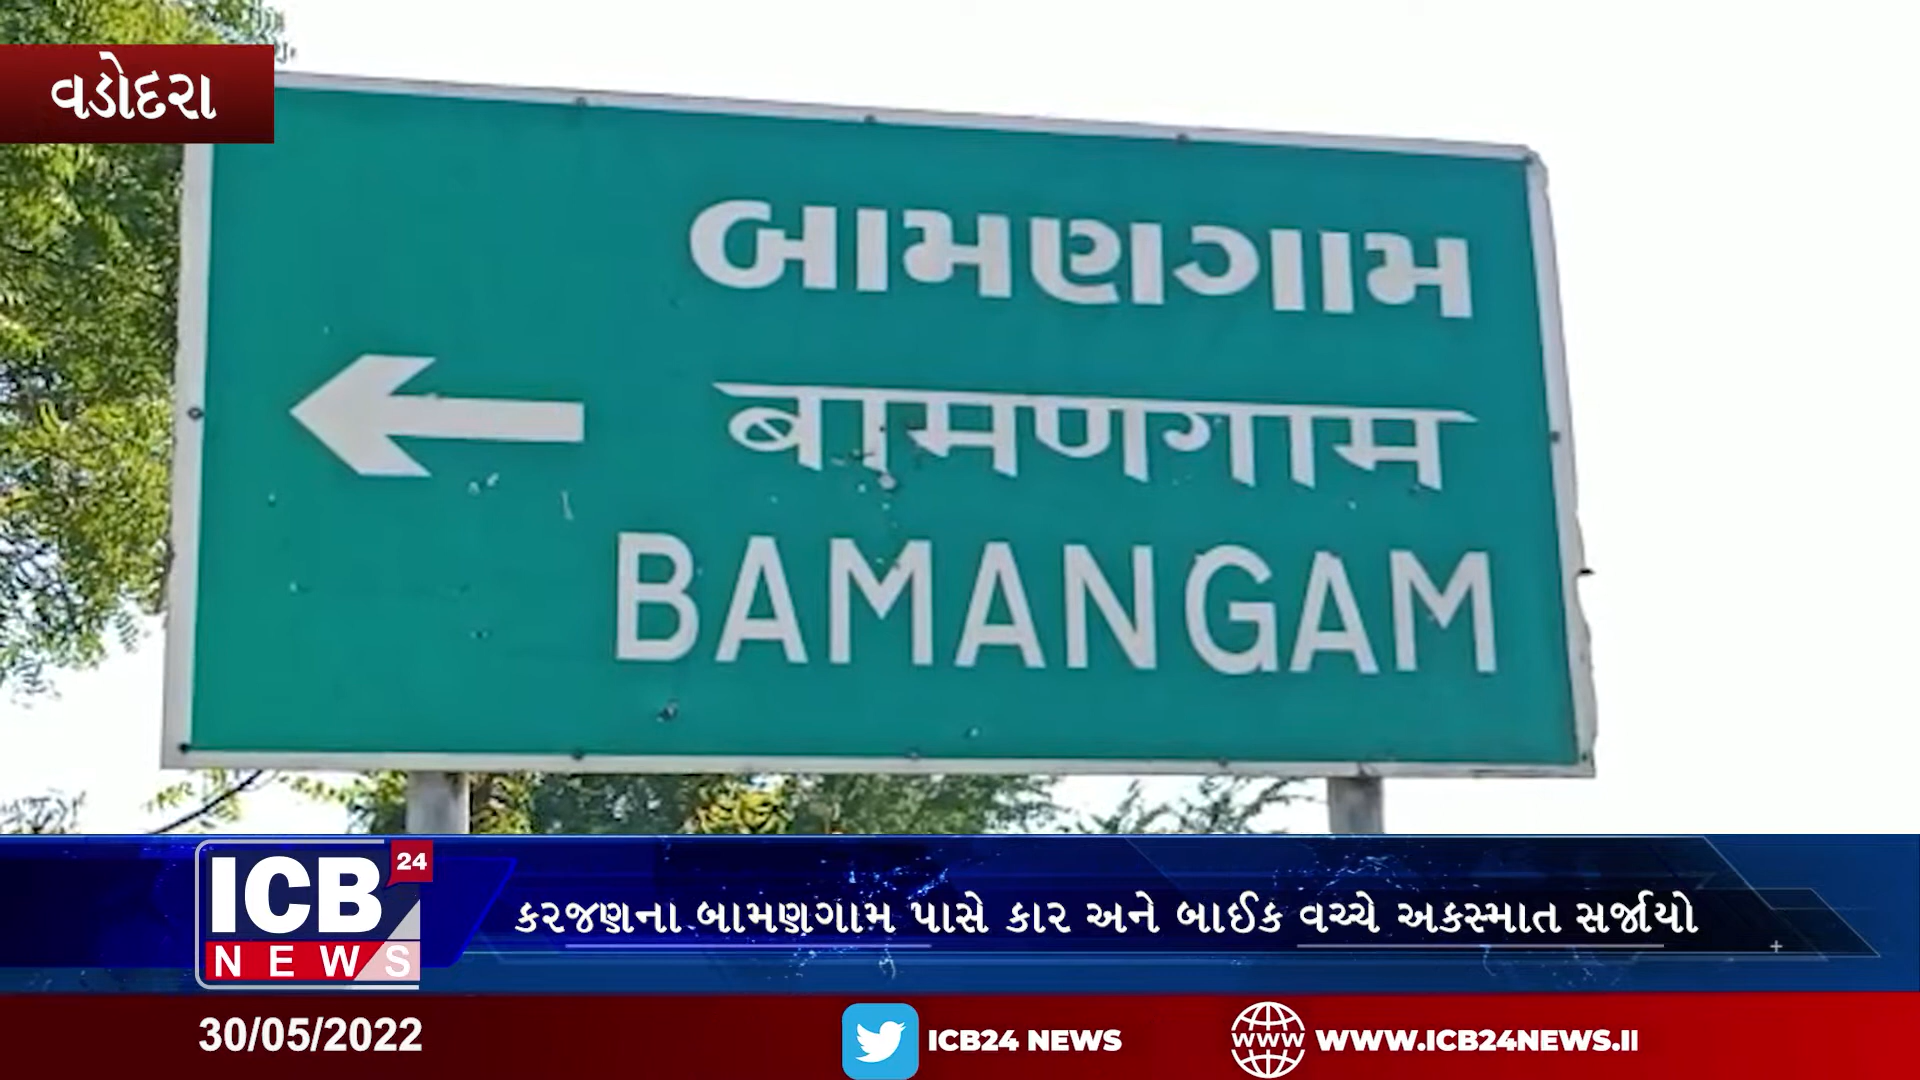 વડોદરા
બામણગામ
बामणगाम
BAMANGAM
ICB 24
NEWS
કરજણના બામણગામ પાસે કાર અને બાઈક વચ્ચે અકસ્માત સર્જાયો
30/05/2022
ICB24 NEWS
WWW
WWW.ICB24NEWS.II